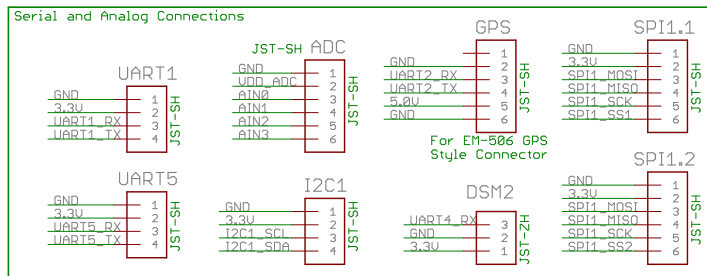 Serial and Analog Connections
UART1
GND 1
3.3V 2
UART1_RX 3
UART1_TX 4
JST-SH
JST-SH ADC
GND 1
VDD_ADC 2
AIN0 3
AIN1 4
AIN2 5
AIN3 6
JST-SH
GPS
1
GND 2
UART2_RX 3
UART2_TX 4
5.0V 5
GND 6
JST-SH
For EM-506 GPS
Style Connector
SPI1.1
GND 1
3.3V 2
SPI1_MOSI 3
SPI1_MISO 4
SPI1_SCK 5
SPI1_SS1 6
JST-SH
UART5
GND 1
3.3V 2
UART5_RX 3
UART5_TX 4
JST-SH
I2C1
GND 1
3.3V 2
I2C1_SCL 3
I2C1_SDA 4
JST-SH
DSM2
UART4_RX 3
GND 2
3.3V 1
JST-ZH
SPI1.2
GND 1
3.3V 2
SPI1_MOSI 3
SPI1_MISO 4
SPI1_SCK 5
SPI1_SS2 6
JST-SH